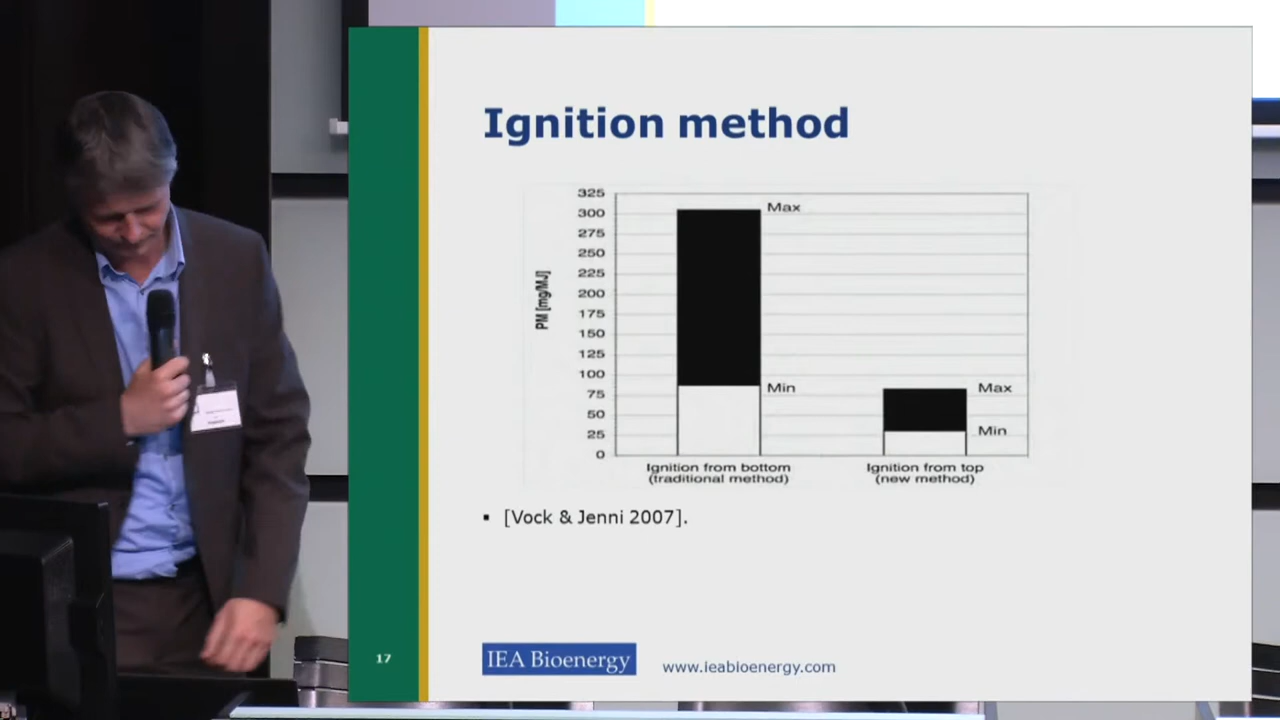 Ignition method
325
300
275
250
225
200
175
150
125
100
75
50
25
0
PM [mg/MJ]
Max
Min
Max
Min
Ignition from bottom
(traditional method)
Ignition from top
(new method)
▪ [Vock & Jenni 2007].
17
IEA Bioenergy
www.ieabioenergy.com